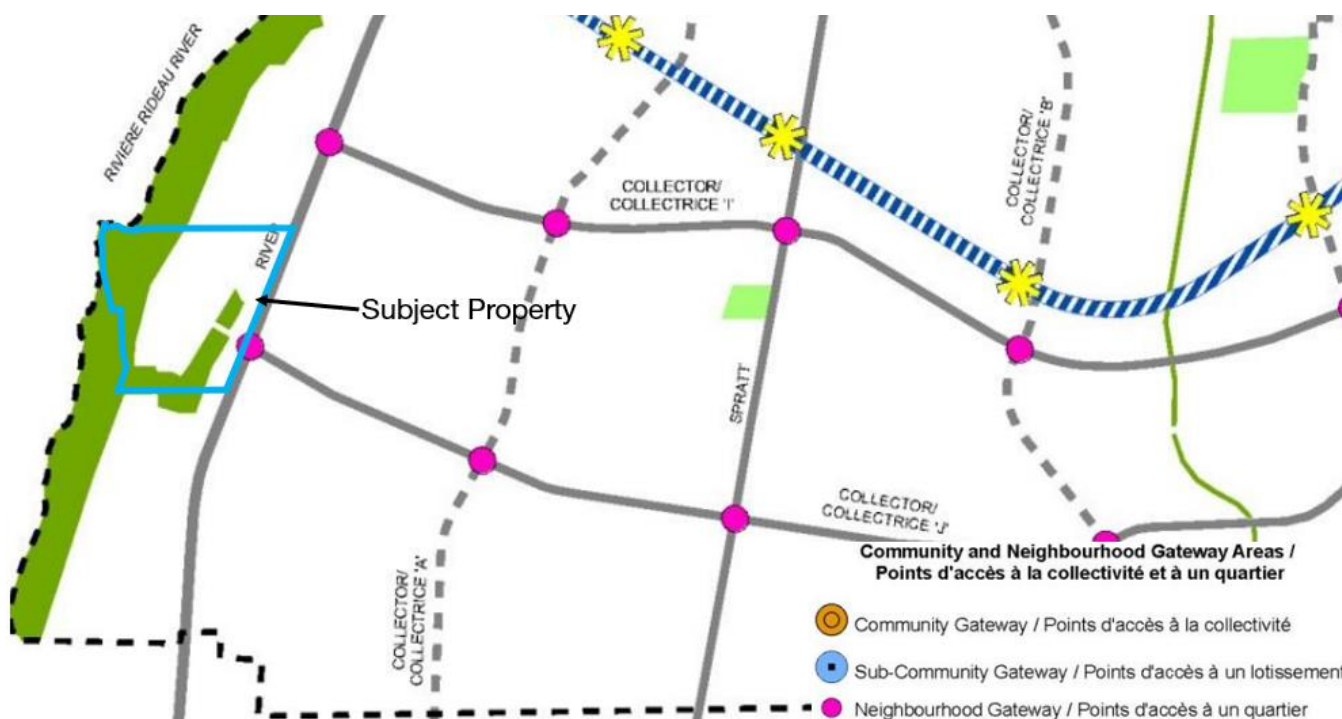 RIVIÈRE RIDEAU RIVER
RIVER
Subject Property
COLLECTOR/
COLLECTRICE 'I'
COLLECTOR/
COLLECTRICE 'B'
SPRATT
COLLECTOR/
COLLECTRICE 'J'
COLLECTOR/
COLLECTRICE 'A'
Community and Neighbourhood Gateway Areas /
Points d'accès à la collectivité et à un quartier
Community Gateway / Points d'accès à la collectivité
Sub-Community Gateway / Points d'accès à un lotissement
Neighbourhood Gateway / Points d'accès à un quartier